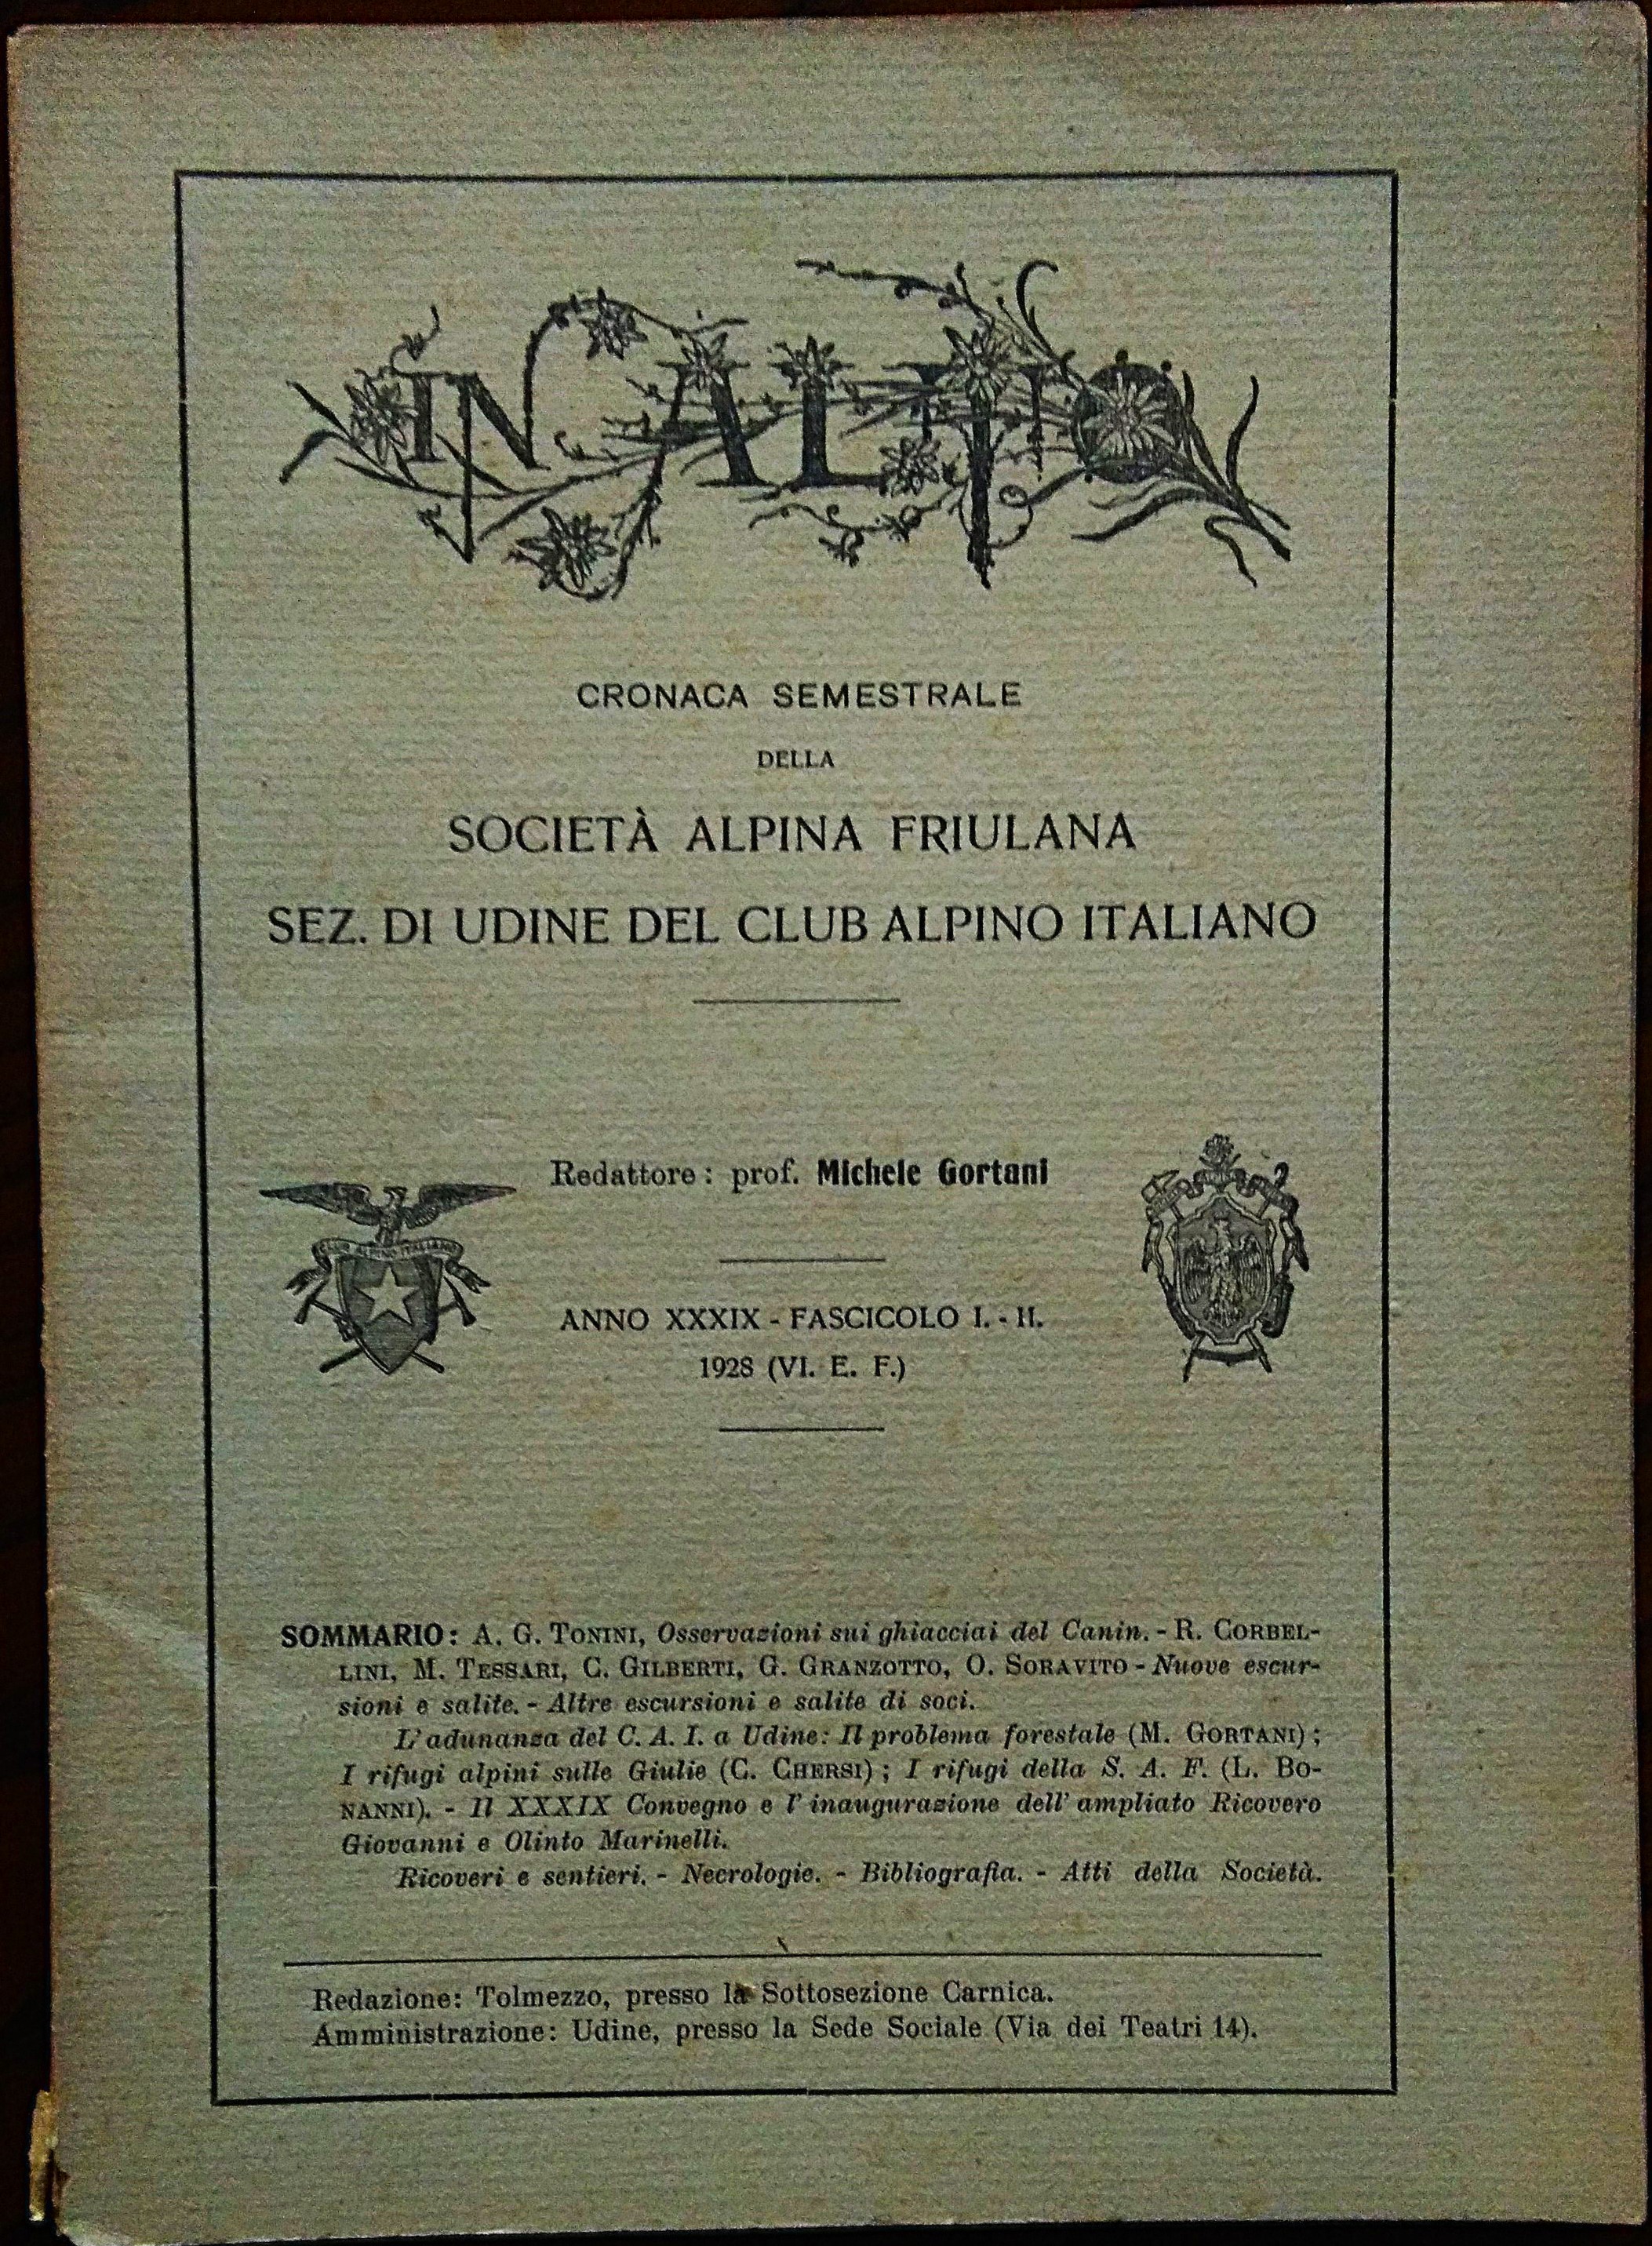 IN ALTO
CRONACA SEMESTRALE
DELLA
SOCIETÀ ALPINA FRIULANA
SEZ. DI UDINE DEL CLUB ALPINO ITALIANO
Redattore: prof. Michele Gortani
CLUB ALPINO ITALIANO
ANNO XXXIX - FASCICOLO I. - II.
1928 (VI. E. F.)
SOMMARIO: A. G. TONINI, Osservazioni sui ghiacciai del Canin. - R. CORBEL-
LINI, M. TESSARI, C. GILBERTI, G. GRANZOTTO, O. SORAVITO - Nuove escur-
sioni e salite. - Altre escursioni e salite di soci.
L'adunanza del C. A. I. a Udine: Il problema forestale (M. GORTANI);
I rifugi alpini sulle Giulie (C. CHERSI); I rifugi della S. A. F. (L. BO-
NANNI). - Il XXXIX Convegno e l'inaugurazione dell'ampliato Ricovero
Giovanni e Olinto Marinelli.
Ricoveri e sentieri. - Necrologie. - Bibliografia. - Atti della Società.
Redazione: Tolmezzo, presso la Sottosezione Carnica.
Amministrazione: Udine, presso la Sede Sociale (Via dei Teatri 14).